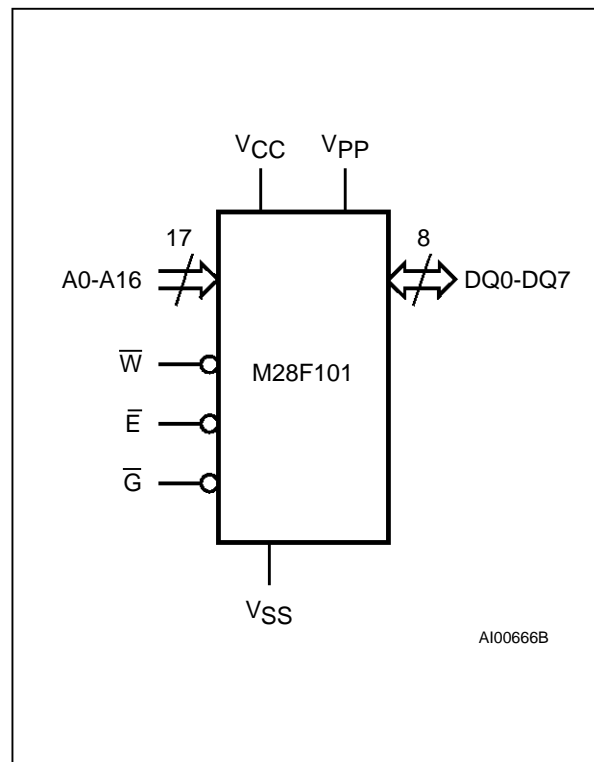 VCC VPP
17 8
A0-A16 DQ0-DQ7
W̅
M28F101
E̅
G̅
VSS
AI00666B